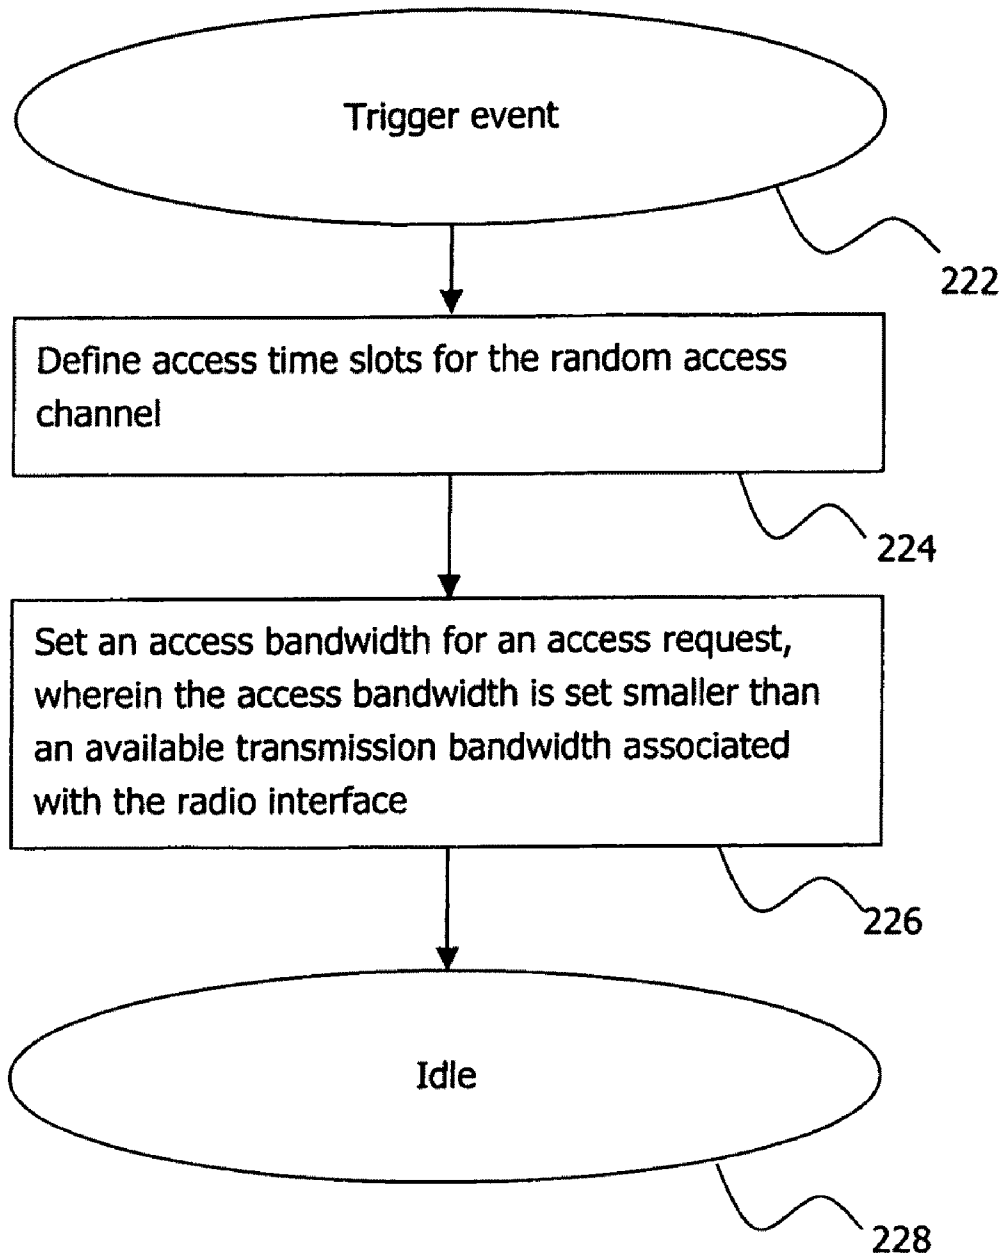 Trigger event
222
Define access time slots for the random access
channel
224
Set an access bandwidth for an access request,
wherein the access bandwidth is set smaller than
an available transmission bandwidth associated
with the radio interface
226
Idle
228